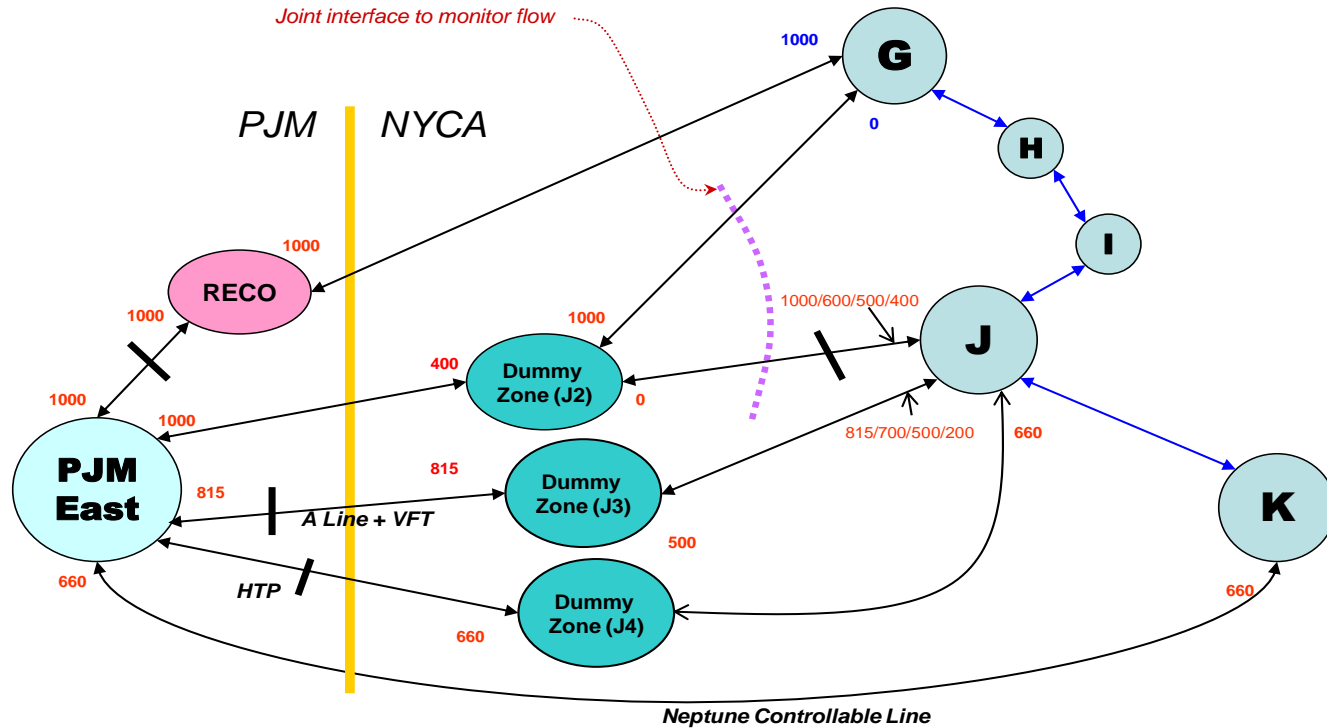 Joint interface to monitor flow
1000
G
PJM
NYCA
0
H
1000
I
RECO
1000
1000
1000/600/500/400
J
400
Dummy
Zone (J2)
0
1000
1000
815/700/500/200
660
PJM
East
815
815
A Line + VFT
Dummy
Zone (J3)
500
K
660
HTP
660
Dummy
Zone (J4)
660
Neptune Controllable Line